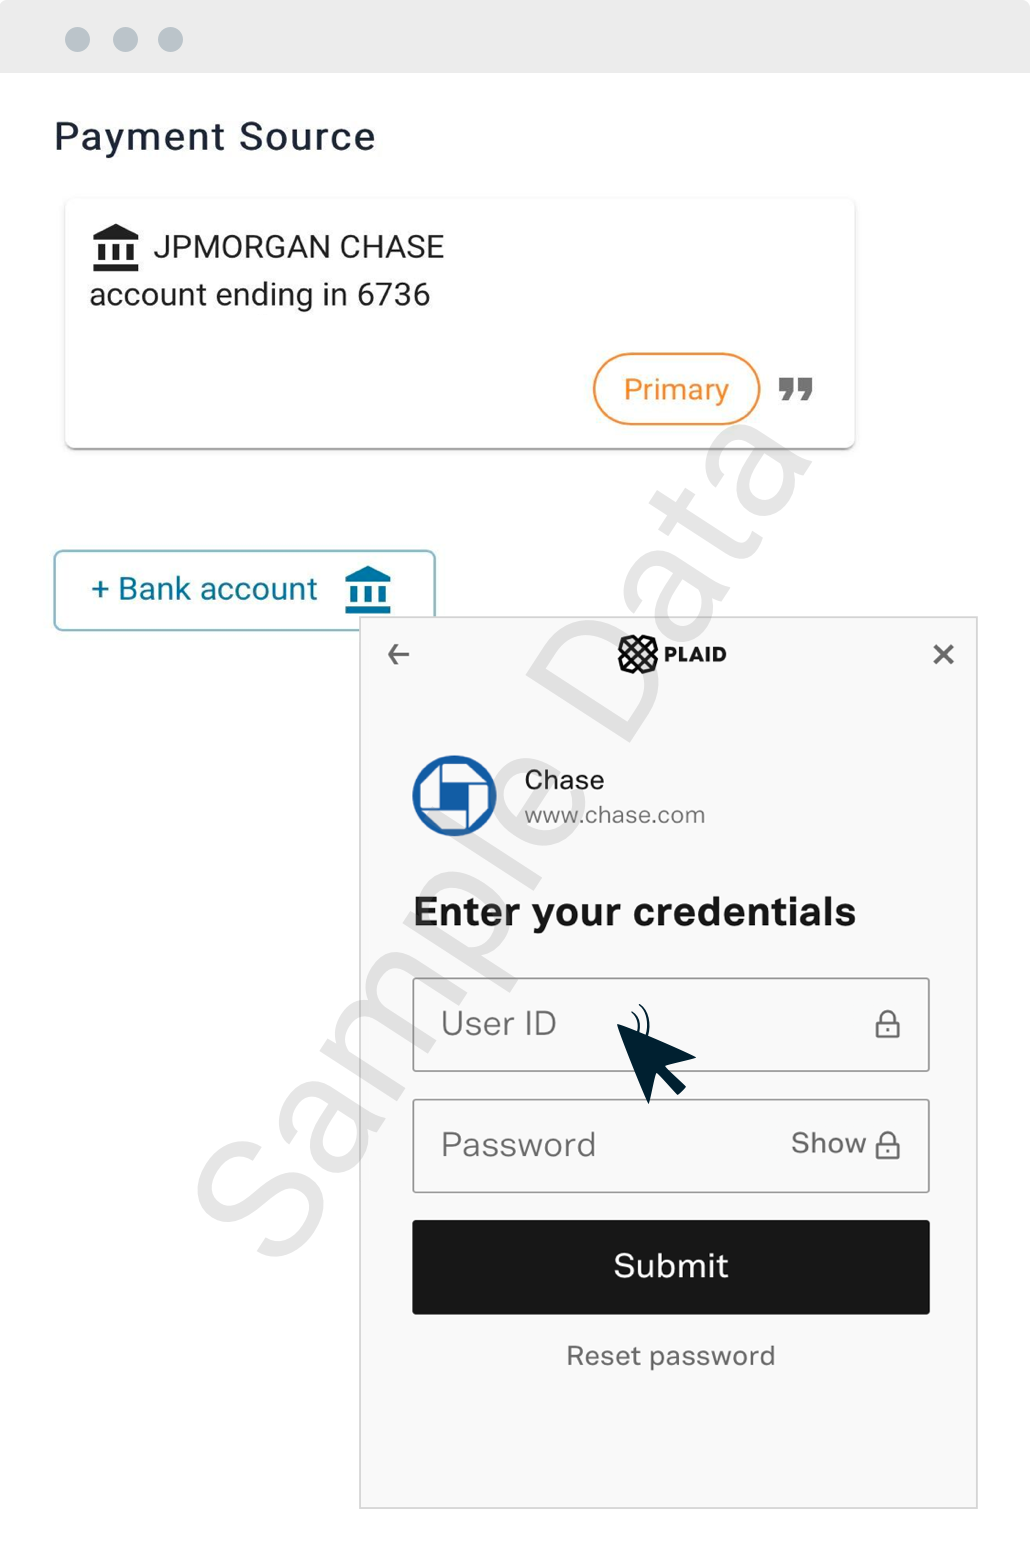 Payment Source
JPMORGAN CHASE
account ending in 6736
Primary
+ Bank account
PLAID
Chase
www.chase.com
Enter your credentials
User ID
Password Show
Submit
Reset password
Sample Data